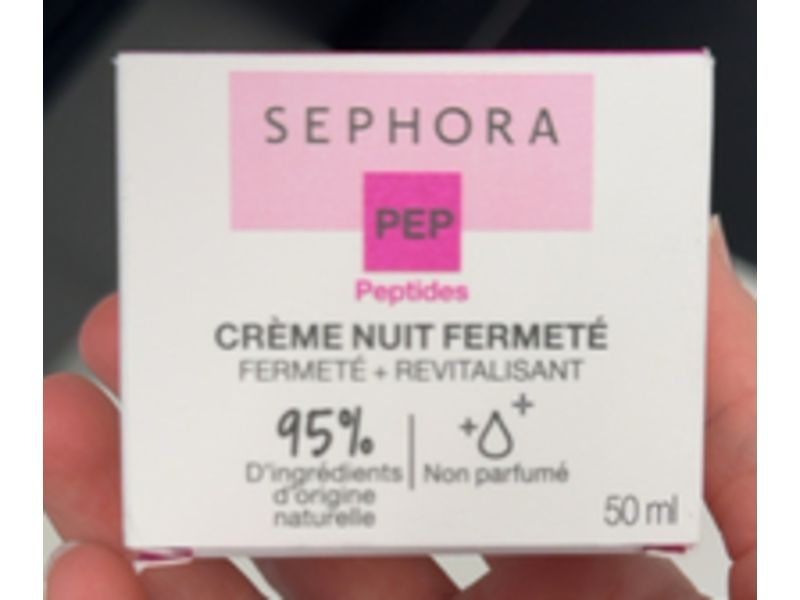 SEPHORA
PEP
Peptides
CRÈME NUIT FERMETÉ
FERMETÉ + REVITALISANT
95%
D'ingrédients
d'origine
naturelle
Non parfumé
50 ml